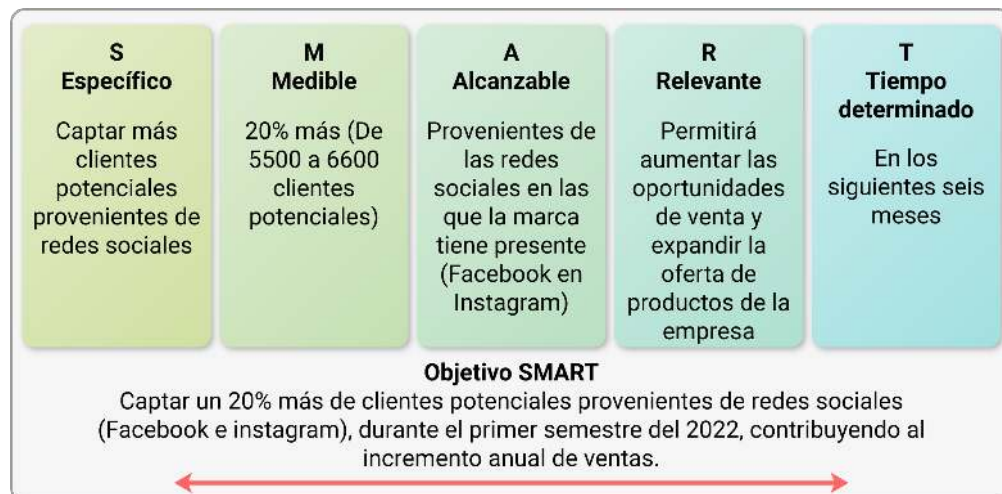 S
Específico
Captar más
clientes
potenciales
provenientes de
redes sociales
M
Medible
20% más (De
5500 a 6600
clientes
potenciales)
A
Alcanzable
Provenientes de
las redes
sociales en las
que la marca
tiene presente
(Facebook en
Instagram)
R
Relevante
Permitirá
aumentar las
oportunidades
de venta y
expandir la
oferta de
productos de la
empresa
T
Tiempo
determinado
En los
siguientes seis
meses
Objetivo SMART
Captar un 20% más de clientes potenciales provenientes de redes sociales
(Facebook e instagram), durante el primer semestre del 2022, contribuyendo al
incremento anual de ventas.